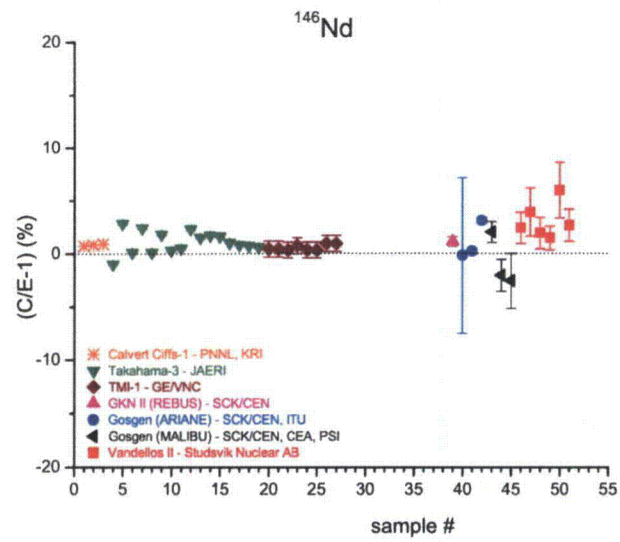 146Nd
20
10
0
-10
-20
(C/E-1) (%)
Calvert Ciffs-1 - PNNL, KRI
Takahama-3 - JAERI
TMI-1 - GE/VNC
GKN II (REBUS) - SCK/CEN
Gosgen (ARIANE) - SCK/CEN, ITU
Gosgen (MALIBU) - SCK/CEN, CEA, PSI
Vandellos II - Studsvik Nuclear AB
0 5 10 15 20 25 30 35 40 45 50 55
sample #